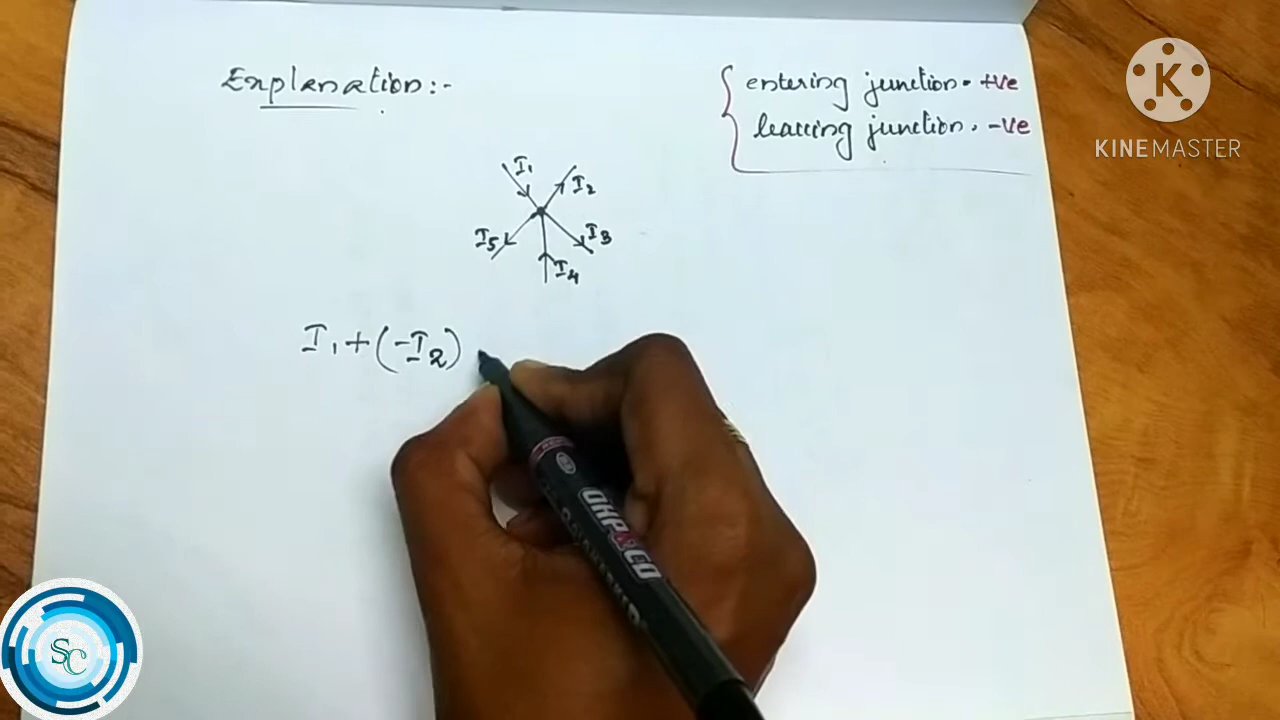 Explanation:-
entering junction. +ve
leaving junction. -ve
KINEMASTER
I1
I2
I5
I3
I4
I1+(-I2)
SC